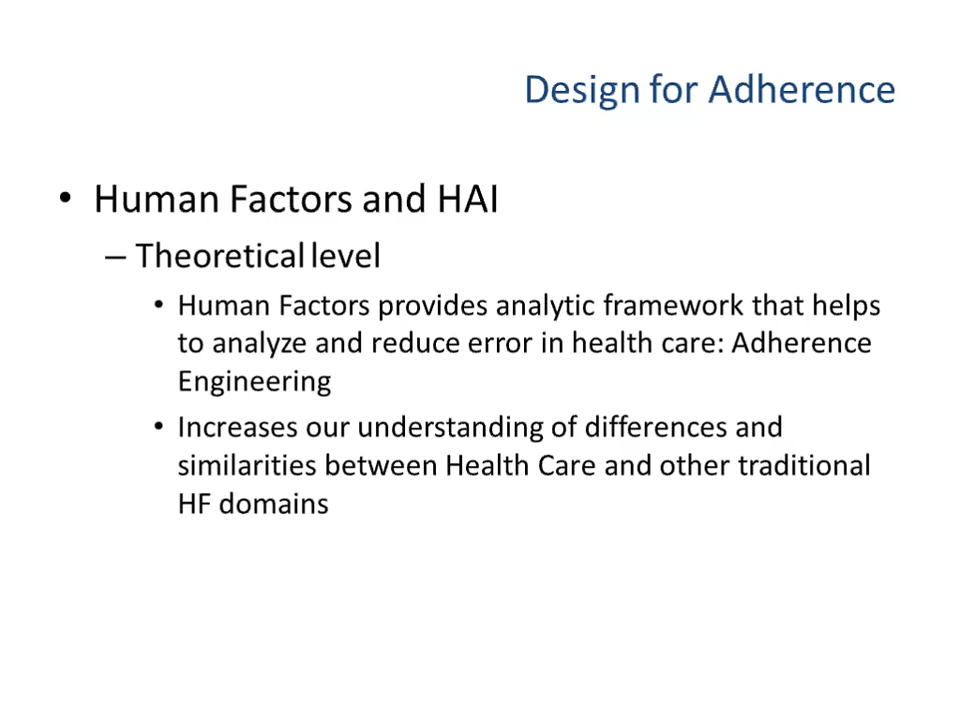 Design for Adherence
• Human Factors and HAI
– Theoretical level
• Human Factors provides analytic framework that helps
to analyze and reduce error in health care: Adherence
Engineering
• Increases our understanding of differences and
similarities between Health Care and other traditional
HF domains